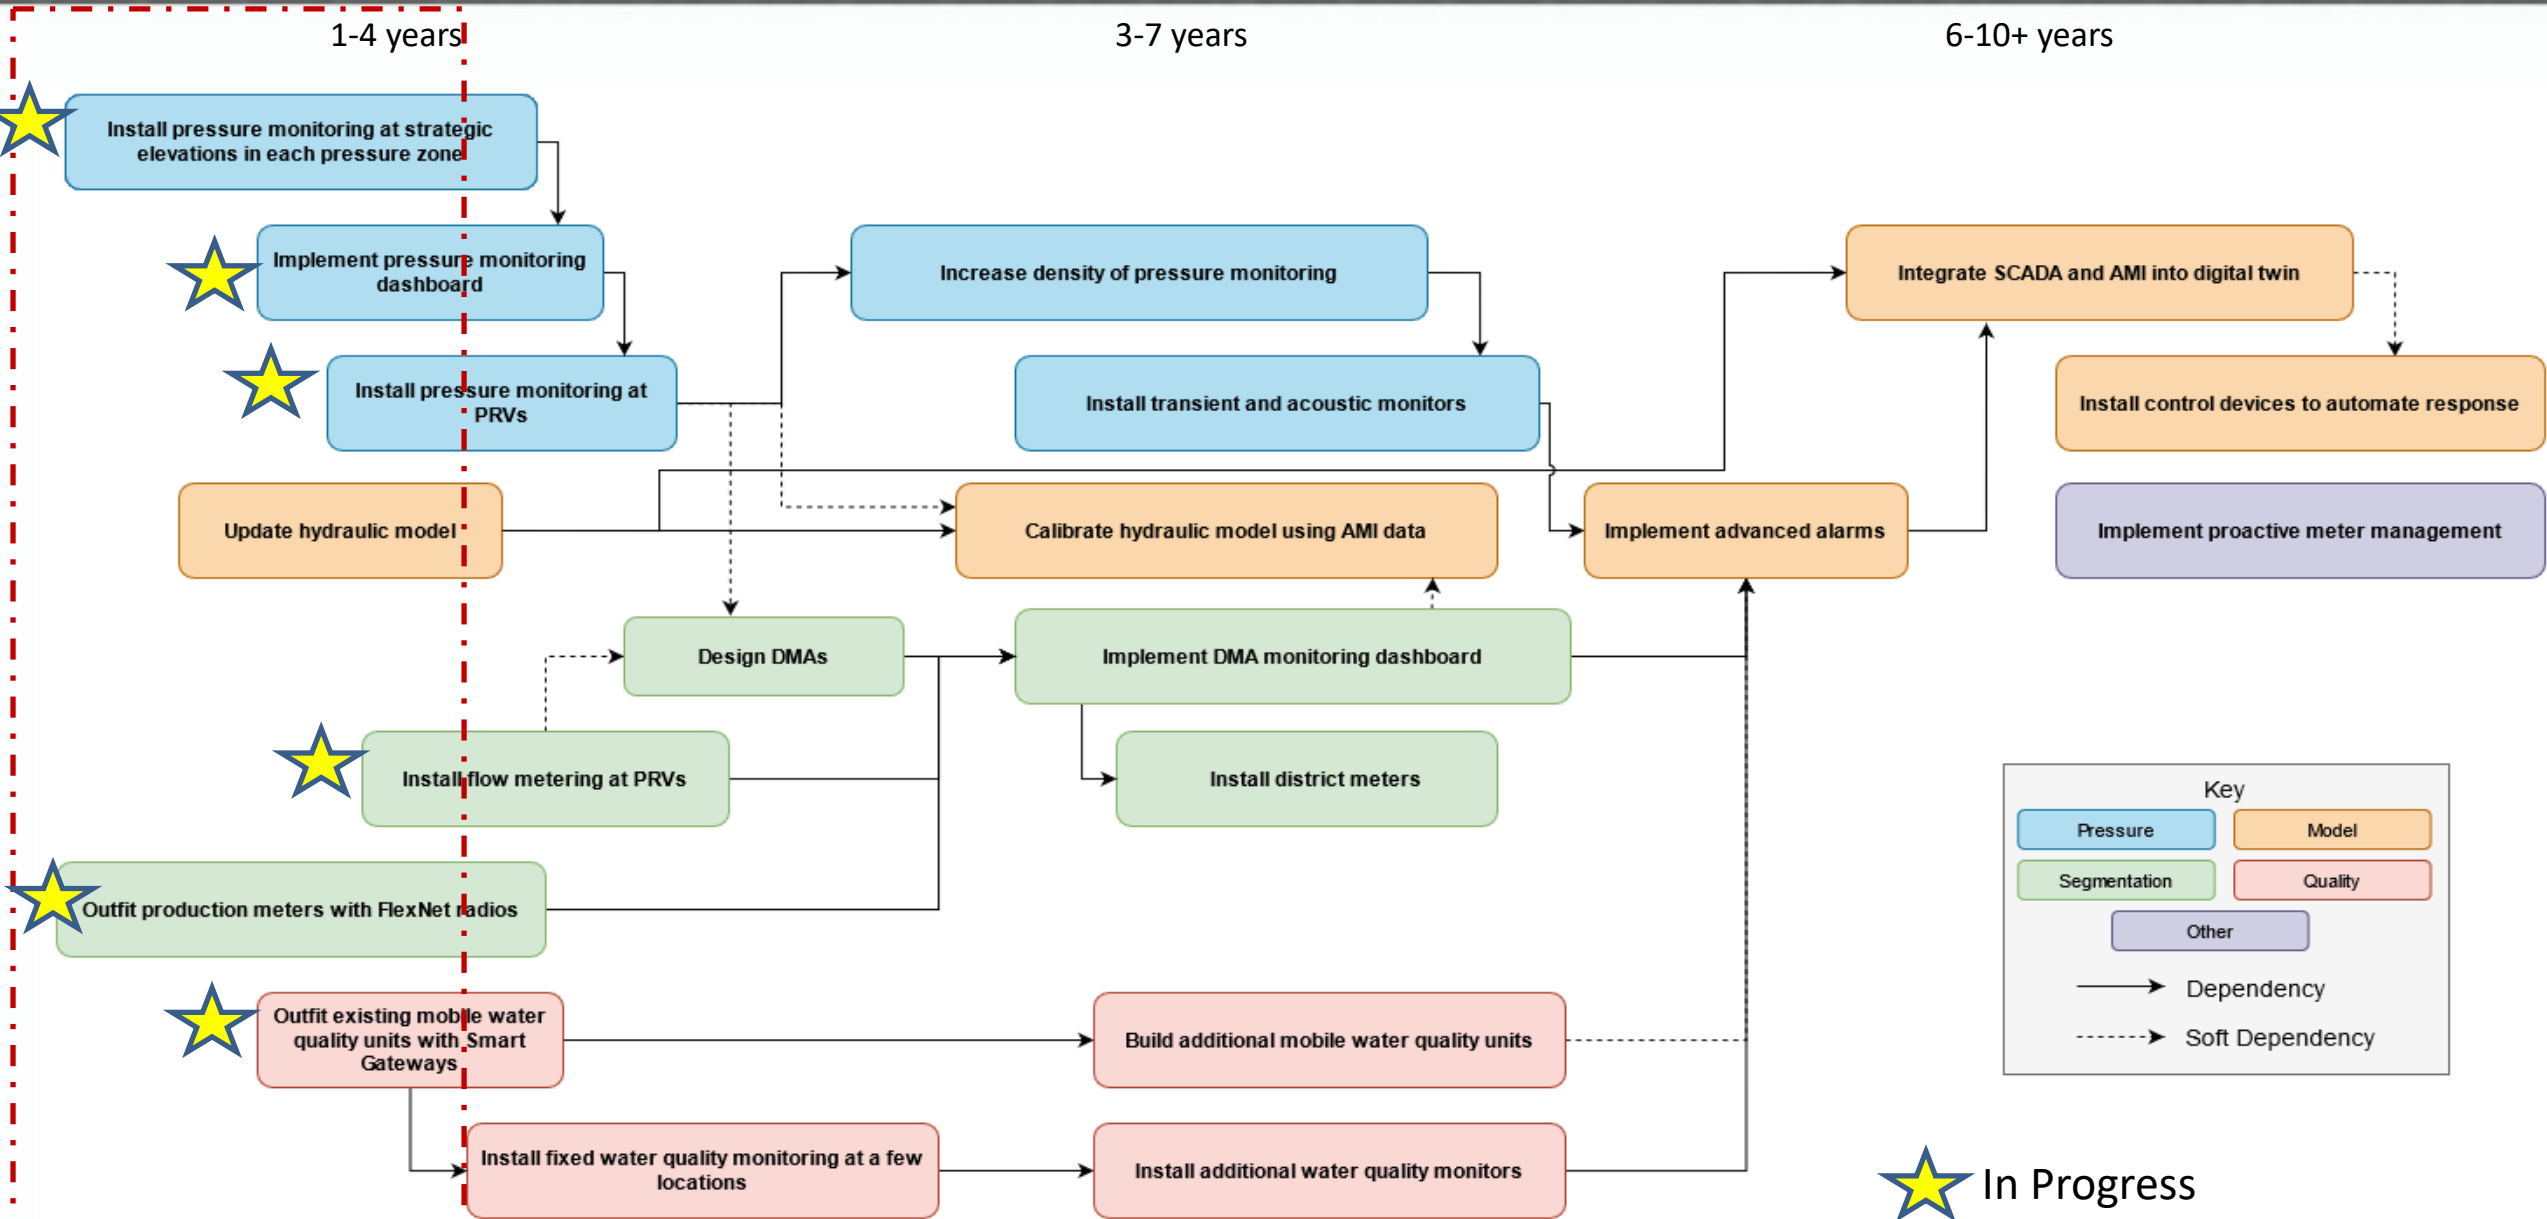 1-4 years
3-7 years
6-10+ years
Install pressure monitoring at strategic
elevations in each pressure zone
Implement pressure monitoring
dashboard
Increase density of pressure monitoring
Integrate SCADA and AMI into digital twin
Install pressure monitoring at
PRVs
Install transient and acoustic monitors
Install control devices to automate response
Update hydraulic model
Calibrate hydraulic model using AMI data
Implement advanced alarms
Implement proactive meter management
Design DMAs
Implement DMA monitoring dashboard
Install flow metering at PRVs
Install district meters
Outfit production meters with FlexNet radios
Outfit existing mobile water
quality units with Smart
Gateways
Build additional mobile water quality units
Install fixed water quality monitoring at a few
locations
Install additional water quality monitors
Key
Pressure
Model
Segmentation
Quality
Other
Dependency
Soft Dependency
In Progress